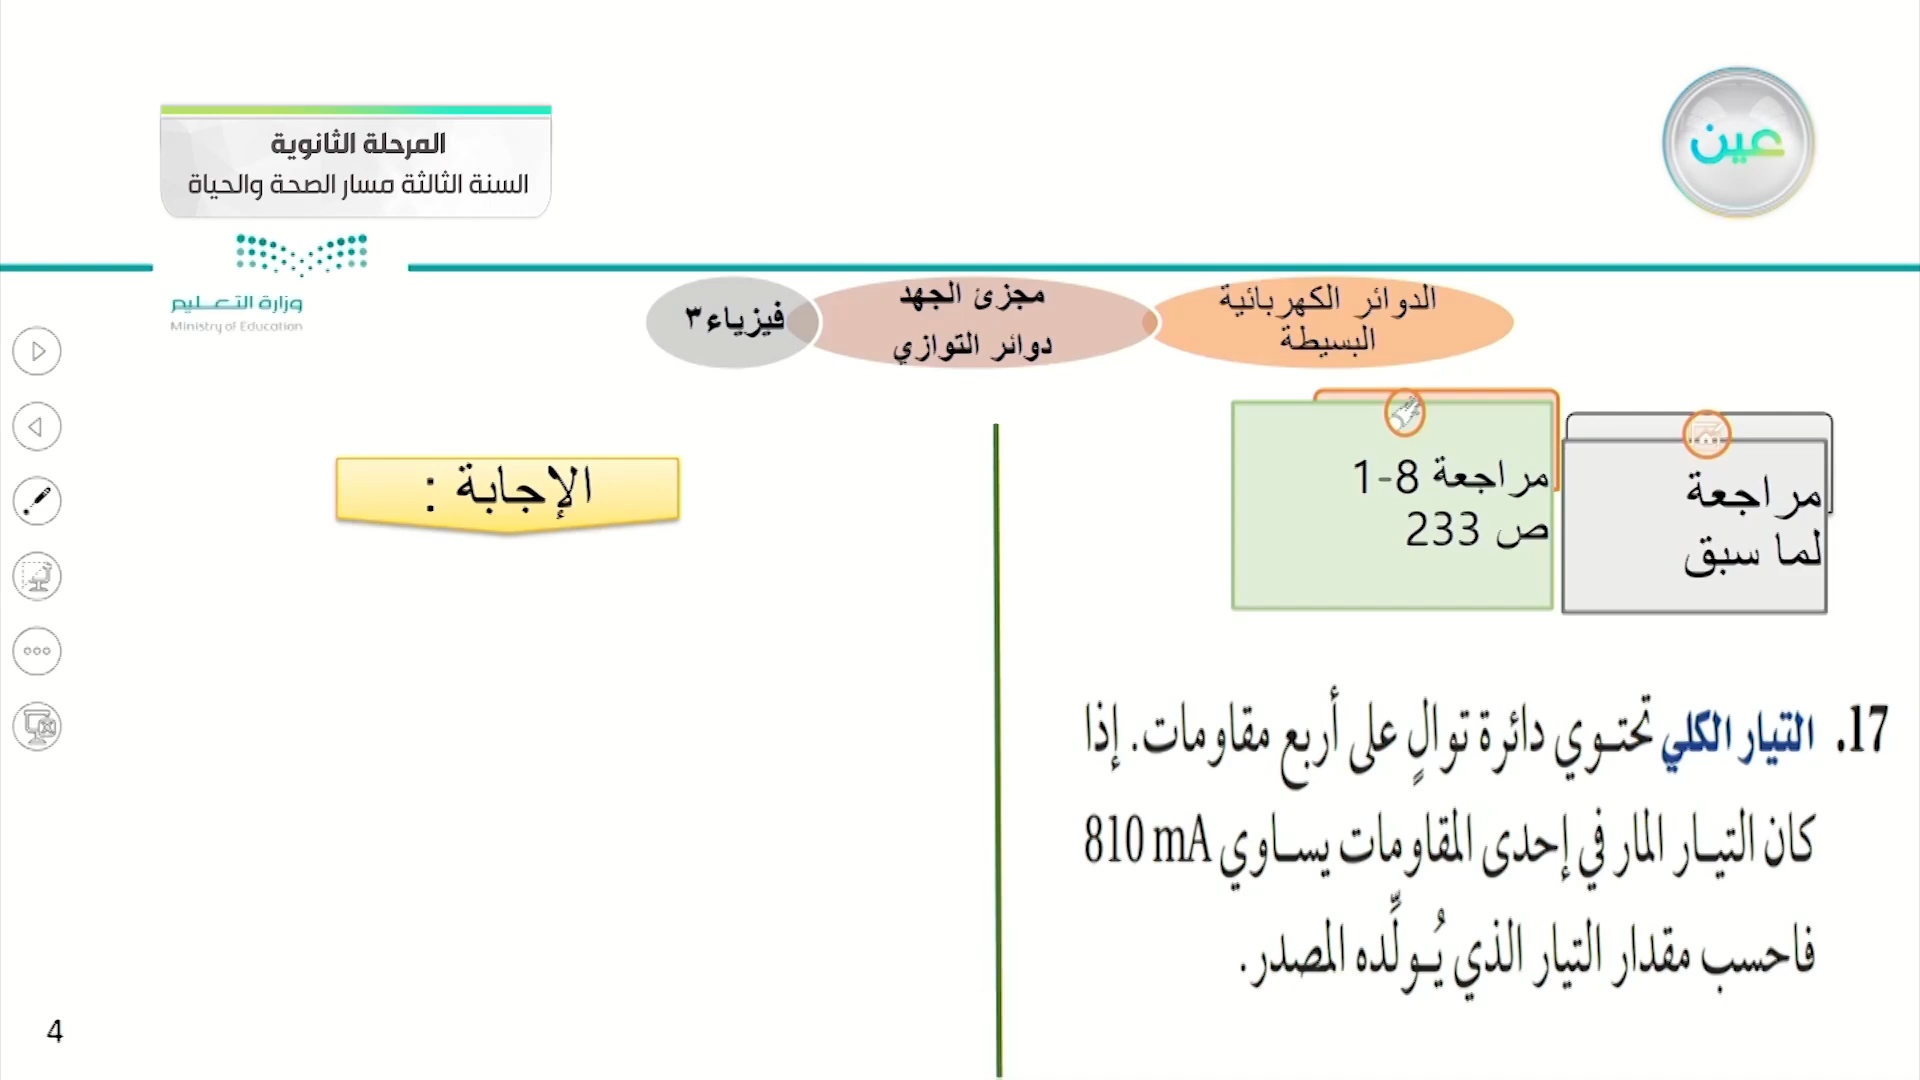 المرحلة الثانوية
السنة الثالثة مسار الصحة والحياة
عين
وزارة التعليم
Ministry of Education
الدوائر الكهربائية
البسيطة
مجزئ الجهد
دوائر التوازي
فيزياء٣
مراجعة
لما سبق
مراجعة 8-1
ص 233
الإجابة :
17. التيار الكلي تحتوي دائرة توالٍ على أربع مقاومات. إذا
كان التيار المار في إحدى المقاومات يساوي 810 mA
فاحسب مقدار التيار الذي يُولِّده المصدر.
4